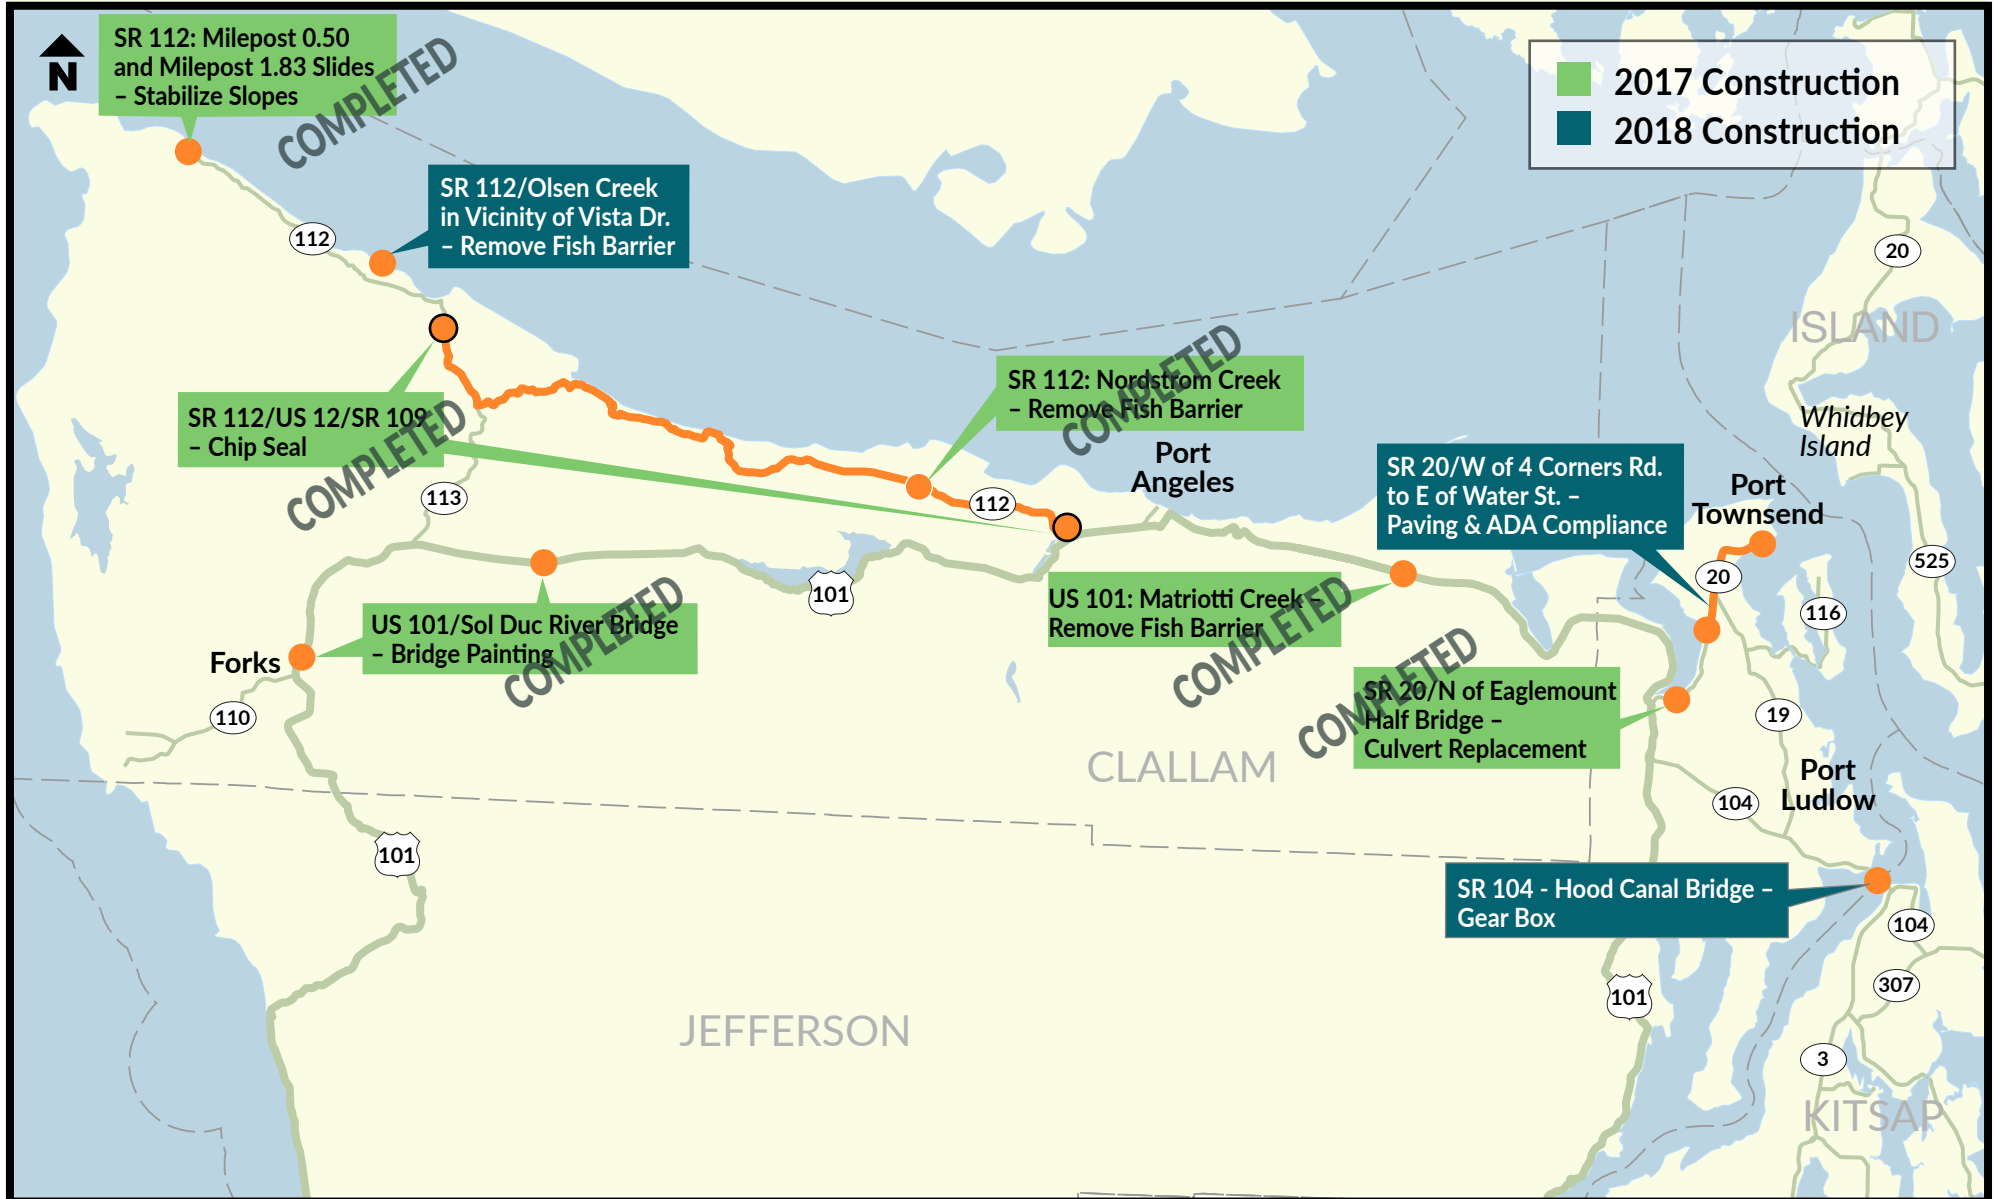 SR 112: Milepost 0.50
and Milepost 1.83 Slides
– Stabilize Slopes
COMPLETED
N
2017 Construction
2018 Construction
SR 112/Olsen Creek
in Vicinity of Vista Dr.
– Remove Fish Barrier
112
20
ISLAND
SR 112: Nordstrom Creek
– Remove Fish Barrier
COMPLETED
SR 112/US 12/SR 109
– Chip Seal
COMPLETED
Whidbey
Island
Port
Angeles
SR 20/W of 4 Corners Rd.
to E of Water St. –
Paving & ADA Compliance
Port
Townsend
113
112
525
20
101
116
US 101: Matriotti Creek –
Remove Fish Barrier
COMPLETED
US 101/Sol Duc River Bridge
– Bridge Painting
COMPLETED
Forks
SR 20/N of Eaglemount
Half Bridge –
Culvert Replacement
COMPLETED
110
19
CLALLAM
Port
Ludlow
104
101
SR 104 - Hood Canal Bridge –
Gear Box
104
307
101
JEFFERSON
3
KITSAP